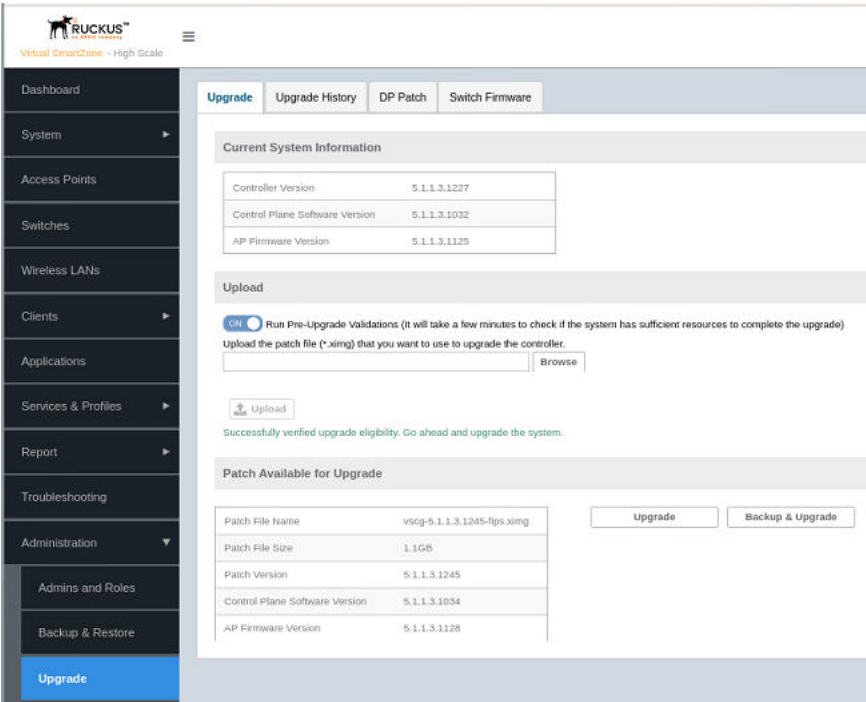 RUCKUS™
Virtual SmartZone - High Scale
Dashboard
System
Access Points
Switches
Wireless LANs
Clients
Applications
Services & Profiles
Report
Troubleshooting
Administration
Admins and Roles
Backup & Restore
Upgrade
Upgrade Upgrade History DP Patch Switch Firmware
Current System Information
Controller Version 5.1.1.3.1227
Control Plane Software Version 5.1.1.3.1032
AP Firmware Version 5.1.1.3.1125
Upload
ON Run Pre-Upgrade Validations (It will take a few minutes to check if the system has sufficient resources to complete the upgrade)
Upload the patch file (*.ximg) that you want to use to upgrade the controller.
Browse
Upload
Successfully verified upgrade eligibility. Go ahead and upgrade the system.
Patch Available for Upgrade
Patch File Name vscg-5.1.1.3.1245-fips.ximg
Patch File Size 1.1GB
Patch Version 5.1.1.3.1245
Control Plane Software Version 5.1.1.3.1034
AP Firmware Version 5.1.1.3.1128
Upgrade Backup & Upgrade